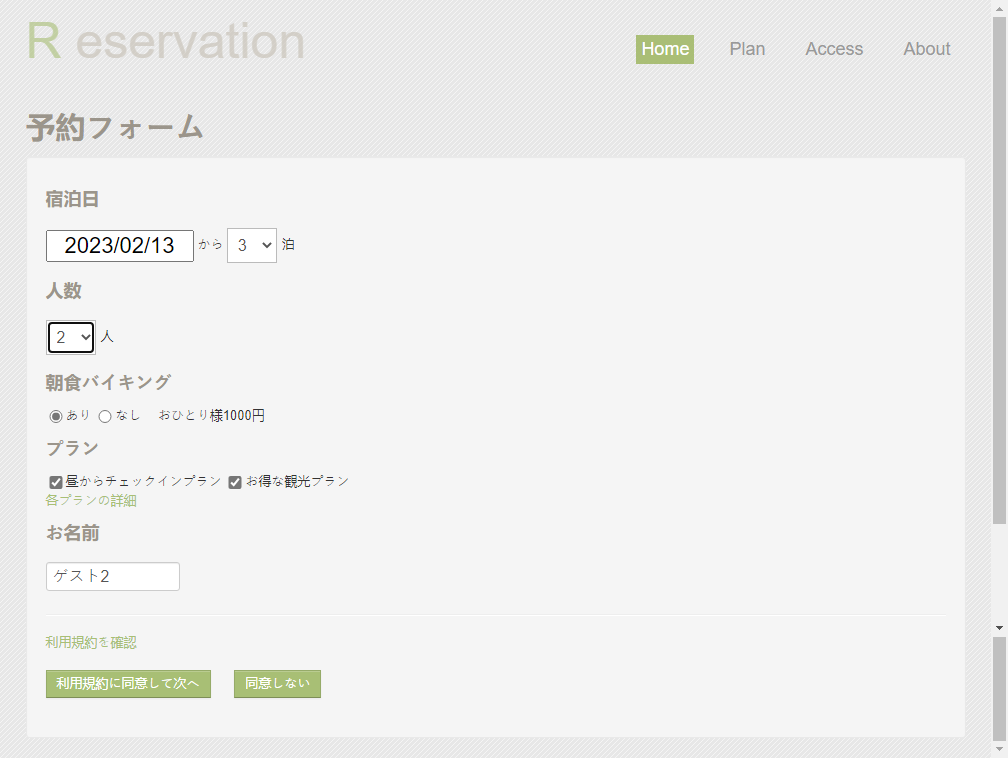 R eservation
Home Plan Access About
予約フォーム
宿泊日
2023/02/13 から 3 泊
人数
2 人
朝食バイキング
あり なし おひとり様1000円
プラン
昼からチェックインプラン お得な観光プラン
各プランの詳細
お名前
ゲスト2
利用規約を確認
利用規約に同意して次へ 同意しない